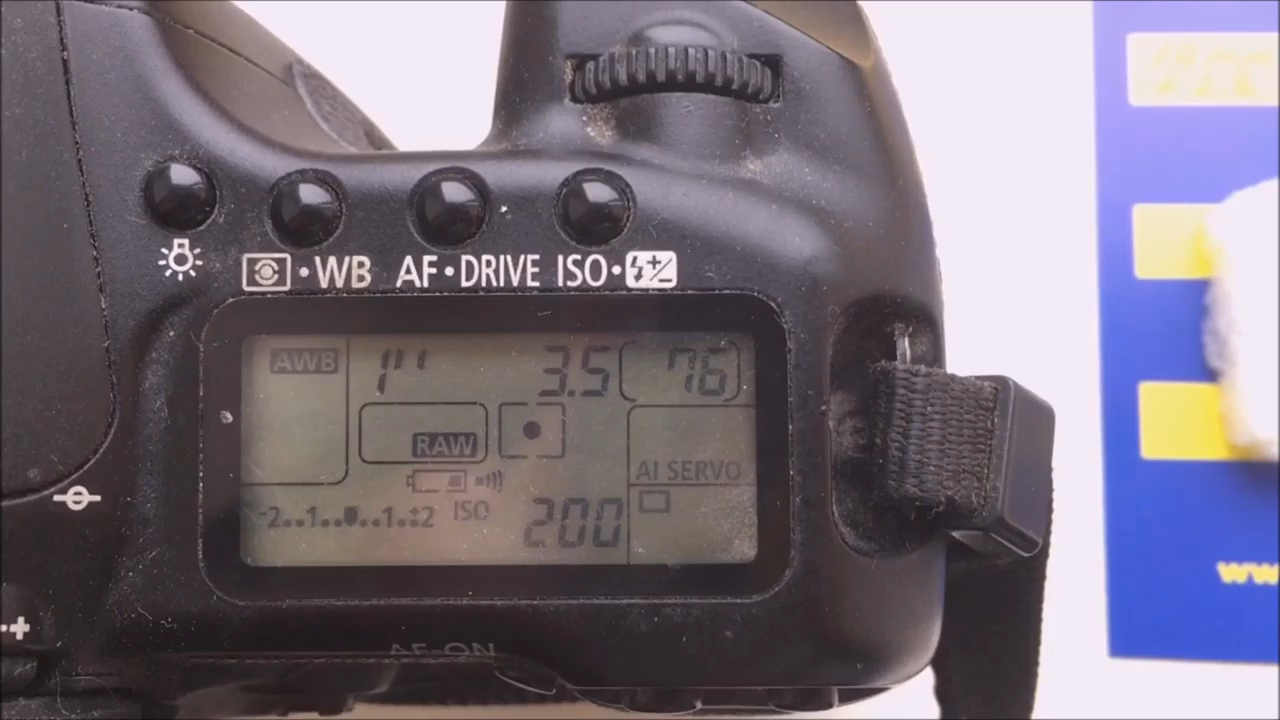 WB AF•DRIVE ISO•
AWB 1" 3.5 76
RAW
AI SERVO
-2..1..•..1.:2 ISO 200
AF-ON